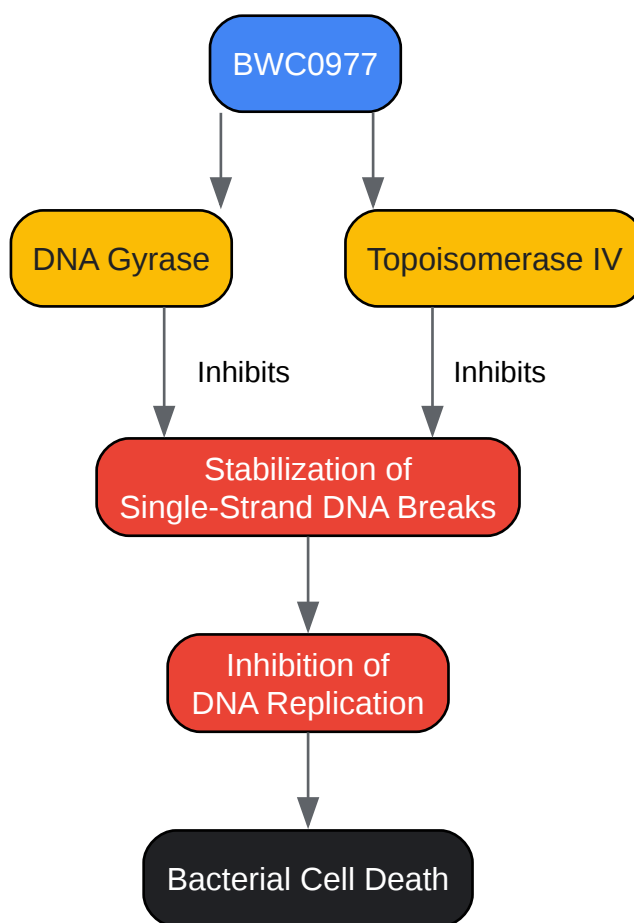 BWC0977
DNA Gyrase
Topoisomerase IV
Inhibits
Inhibits
Stabilization of
Single-Strand DNA Breaks
Inhibition of
DNA Replication
Bacterial Cell Death